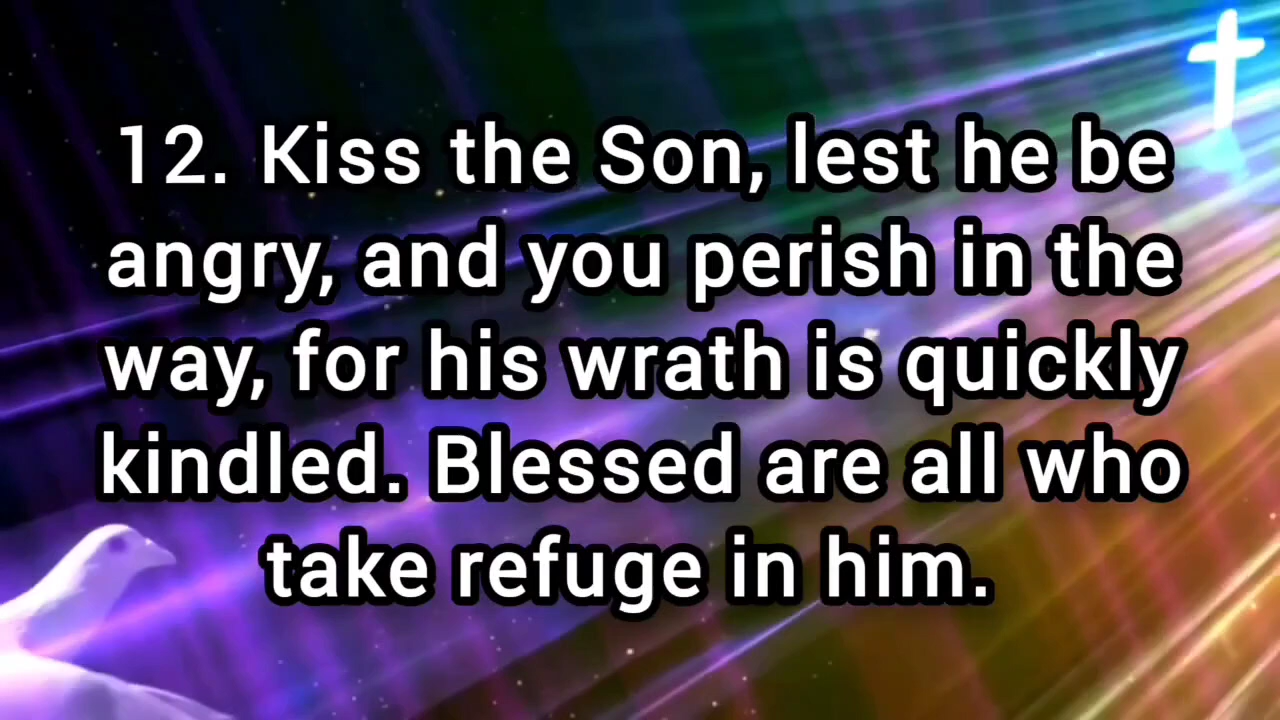 12. Kiss the Son, lest he be
angry, and you perish in the
way, for his wrath is quickly
kindled. Blessed are all who
take refuge in him.